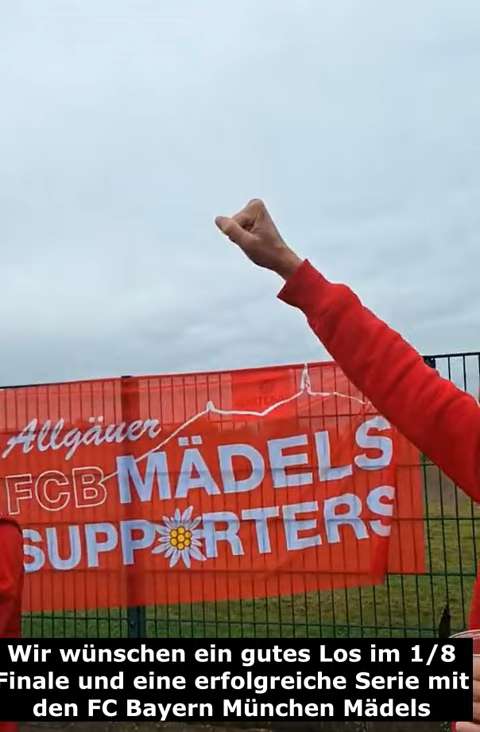 Allgäuer
FCB MÄDELS
SUPPORTERS
Wir wünschen ein gutes Los im 1/8
Finale und eine erfolgreiche Serie mit
den FC Bayern München Mädels